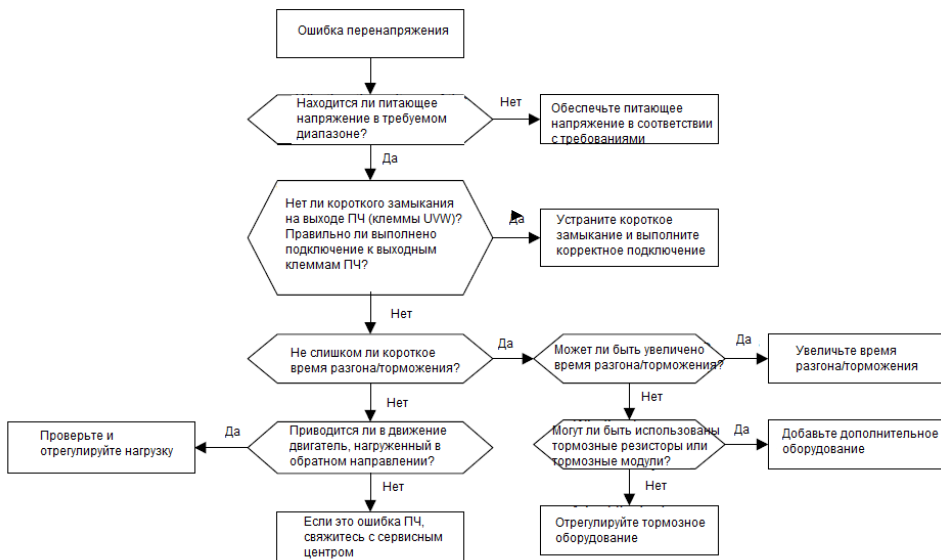 Ошибка перенапряжения
Находится ли питающее
напряжение в требуемом
диапазоне?
Нет
Обеспечьте питающее
напряжение в соответствии
с требованиями
Да
Нет ли короткого замыкания
на выходе ПЧ (клеммы UVW)?
Правильно ли выполнено
подключение к выходным
клеммам ПЧ?
Да
Устраните короткое
замыкание и выполните
корректное подключение
Нет
Не слишком ли короткое
время разгона/торможения?
Да
Может ли быть увеличено
время разгона/торможения?
Да
Увеличьте время
разгона/торможения
Нет
Нет
Проверьте и
отрегулируйте нагрузку
Да
Приводится ли в движение
двигатель, нагруженный в
обратном направлении?
Могут ли быть использованы
тормозные резисторы или
тормозные модули?
Да
Добавьте дополнительное
оборудование
Нет
Нет
Если это ошибка ПЧ,
свяжитесь с сервисным
центром
Отрегулируйте тормозное
оборудование